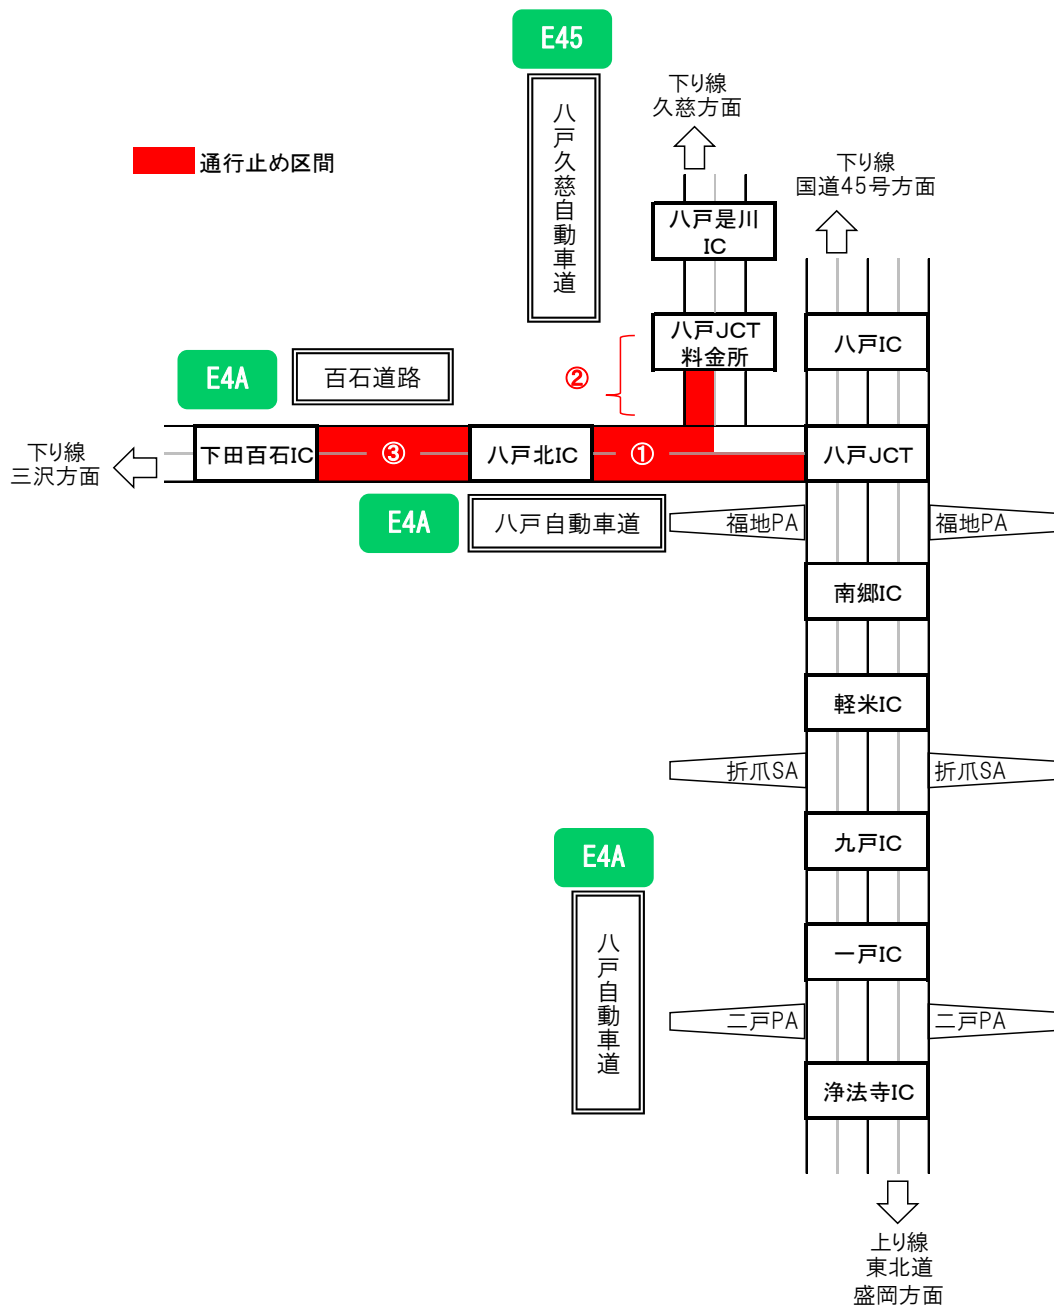 E45
八戸久慈自動車道
下り線
久慈方面
通行止め区間
下り線
国道45号方面
八戸是川
IC
八戸JCT
料金所
八戸IC
②
E4A
百石道路
下り線
三沢方面
下田百石IC
③
八戸北IC
①
八戸JCT
E4A
八戸自動車道
福地PA
福地PA
南郷IC
軽米IC
折爪SA
折爪SA
九戸IC
E4A
八戸自動車道
一戸IC
二戸PA
二戸PA
浄法寺IC
上り線
東北道
盛岡方面